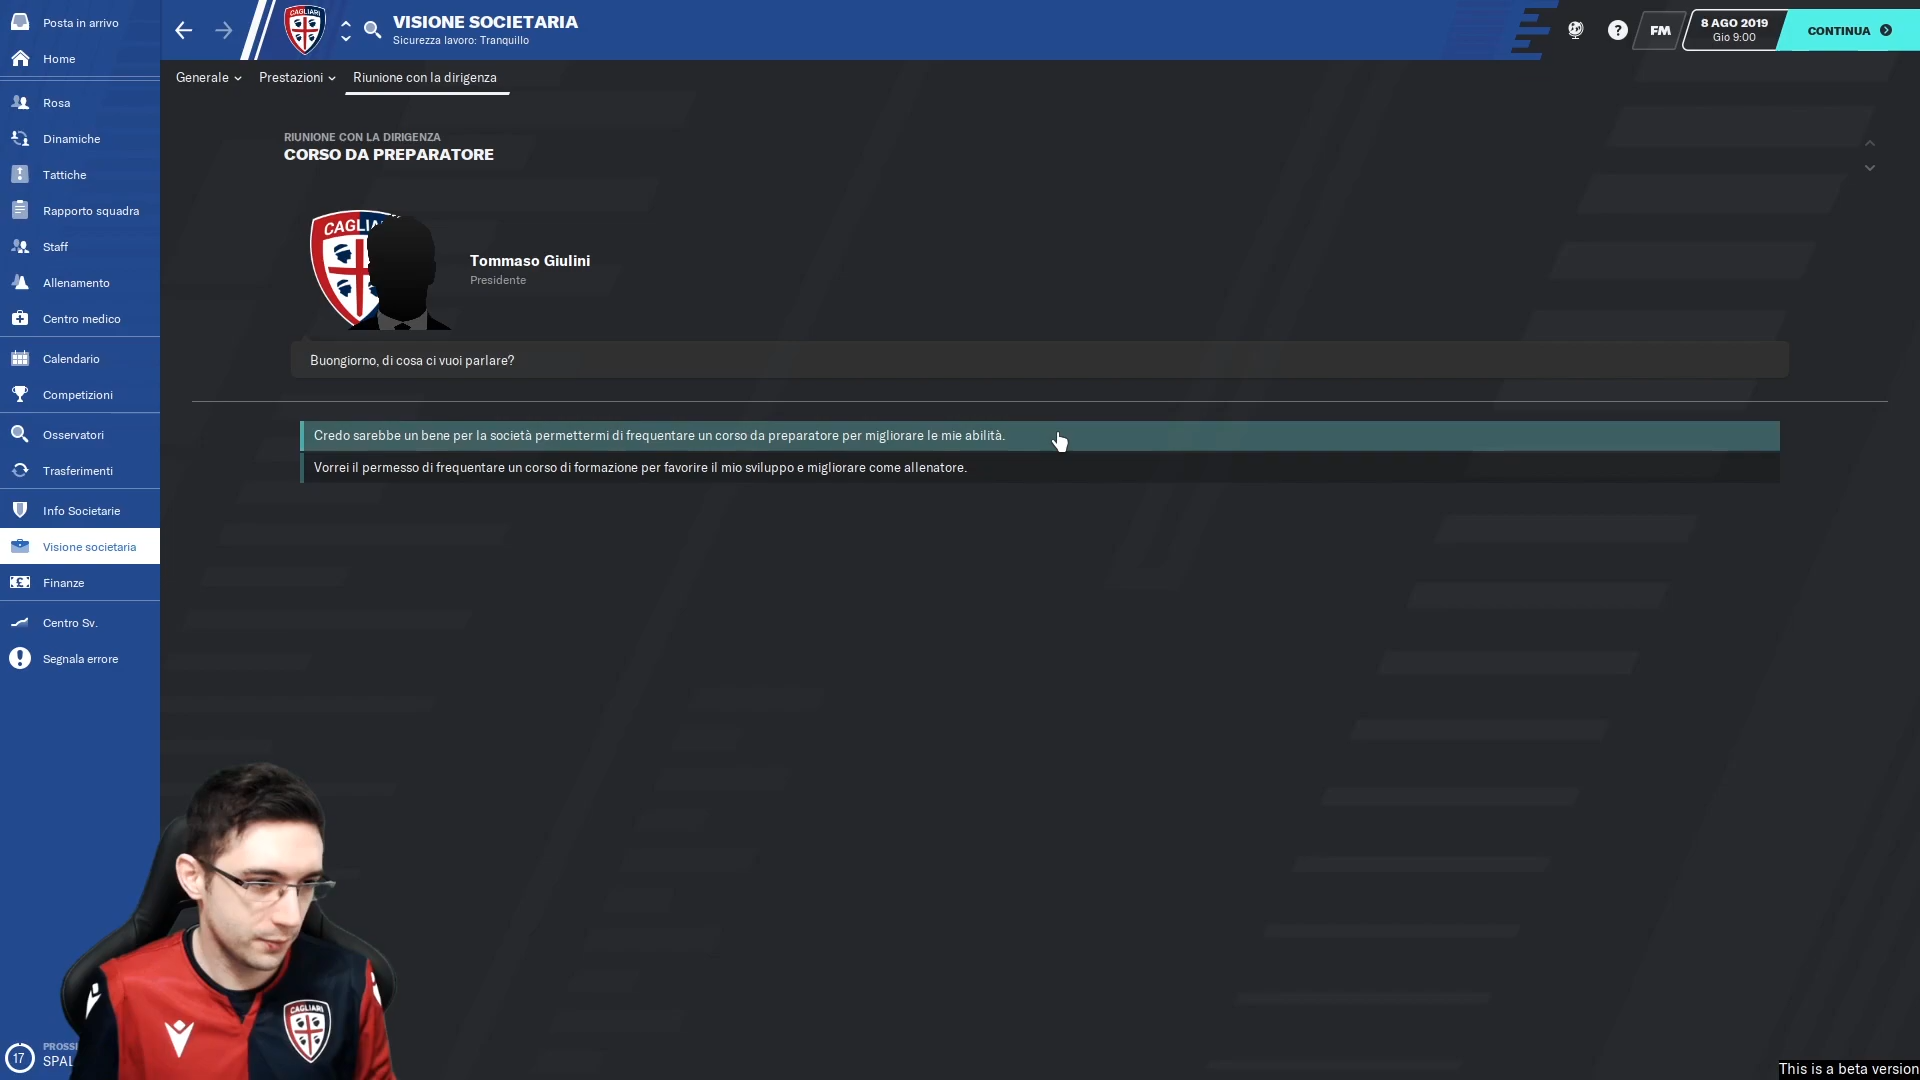 Posta in arrivo
Home
Rosa
Dinamiche
Tattiche
Rapporto squadra
Staff
Allenamento
Centro medico
Calendario
Competizioni
Osservatori
Trasferimenti
Info Societarie
Visione societaria
Finanze
Centro Sv.
Segnala errore
17
PROSSI
SPAL
CAGLIARI
VISIONE SOCIETARIA
Sicurezza lavoro: Tranquillo
?
FM
8 AGO 2019
Gio 9:00
CONTINUA
Generale
Prestazioni
Riunione con la dirigenza
RIUNIONE CON LA DIRIGENZA
CORSO DA PREPARATORE
CAGLIA
Tommaso Giulini
Presidente
Buongiorno, di cosa ci vuoi parlare?
Credo sarebbe un bene per la società permettermi di frequentare un corso da preparatore per migliorare le mie abilità.
Vorrei il permesso di frequentare un corso di formazione per favorire il mio sviluppo e migliorare come allenatore.
CAGLIARI
This is a beta version